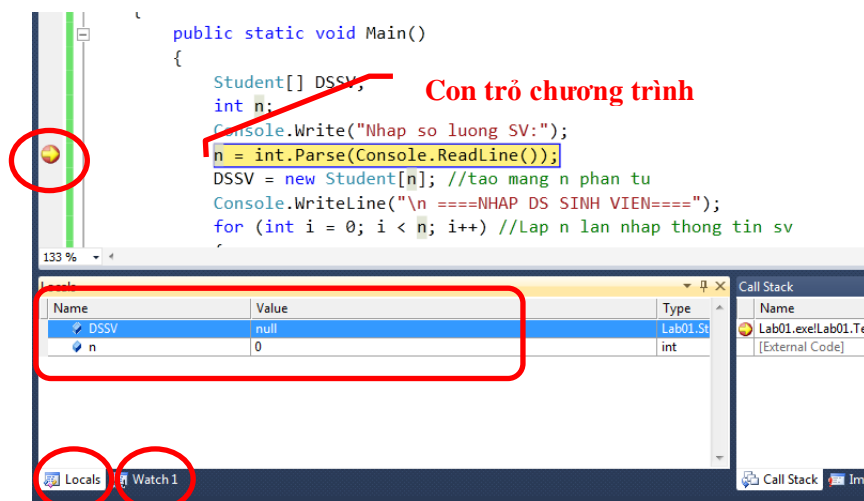 {
public static void Main()
{
Student[] DSSV;
int n;
Con trỏ chương trình
Console.Write("Nhap so luong SV:");
n = int.Parse(Console.ReadLine());
DSSV = new Student[n]; //tao mang n phan tu
Console.WriteLine("\n ====NHAP DS SINH VIEN====");
for (int i = 0; i < n; i++) //Lap n lan nhap thong tin sv
133 %
Locals
Call Stack
Name Value Type
Name
DSSV null Lab01.St
Lab01.exe!Lab01.Te
n 0 int
[External Code]
Locals Watch 1
Call Stack Im